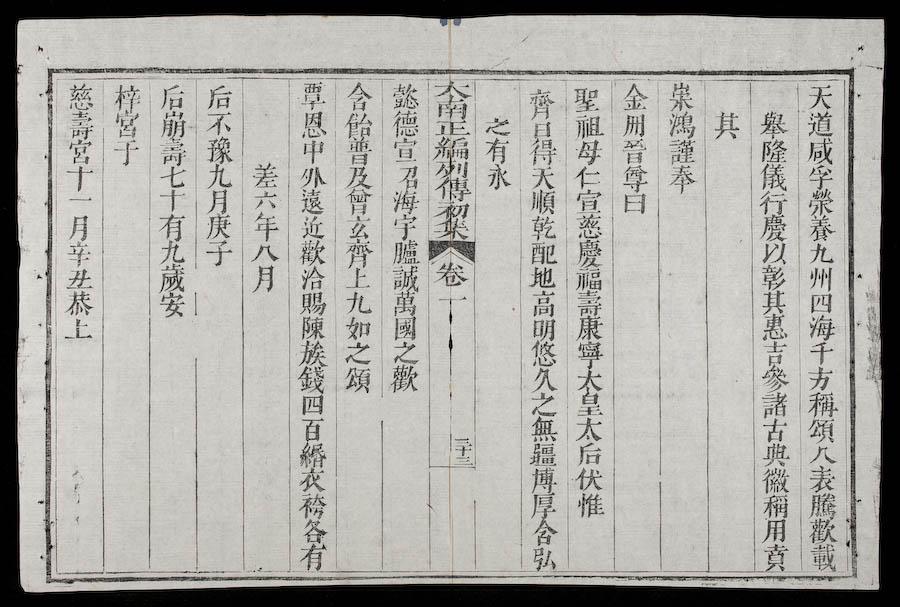 天道咸孚榮養九州四海千方稱頌八表騰歡載
舉隆儀行慶以彰其惠吉參諸古典徽稱用賁
其
崇鴻謹奉
金册晉尊曰
聖祖母仁宣慈慶福壽康寧太皇太后伏惟
齊日得天順乾配地高明悠久之無疆博厚含弘
之有永
大南正編列傳初集 卷一 三十三
懿德宣昭海宇臚誠萬國之歡
含飴普及曾玄齊上九如之頌
覃恩中外遠近歡洽賜陳族錢四百緡衣袴各有
差六年八月
后不豫九月庚子
后崩壽七十有九歲安
梓宮于
慈壽宮十一月辛丑恭上